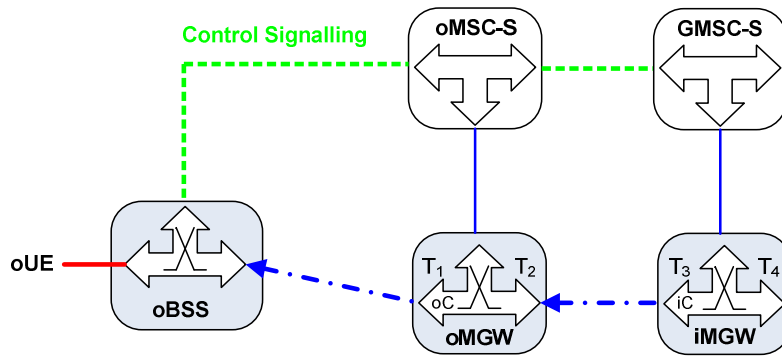 Control Signalling
oMSC-S
GMSC-S
oUE
oBSS
T1
T2
oC
oMGW
T3
T4
iC
iMGW